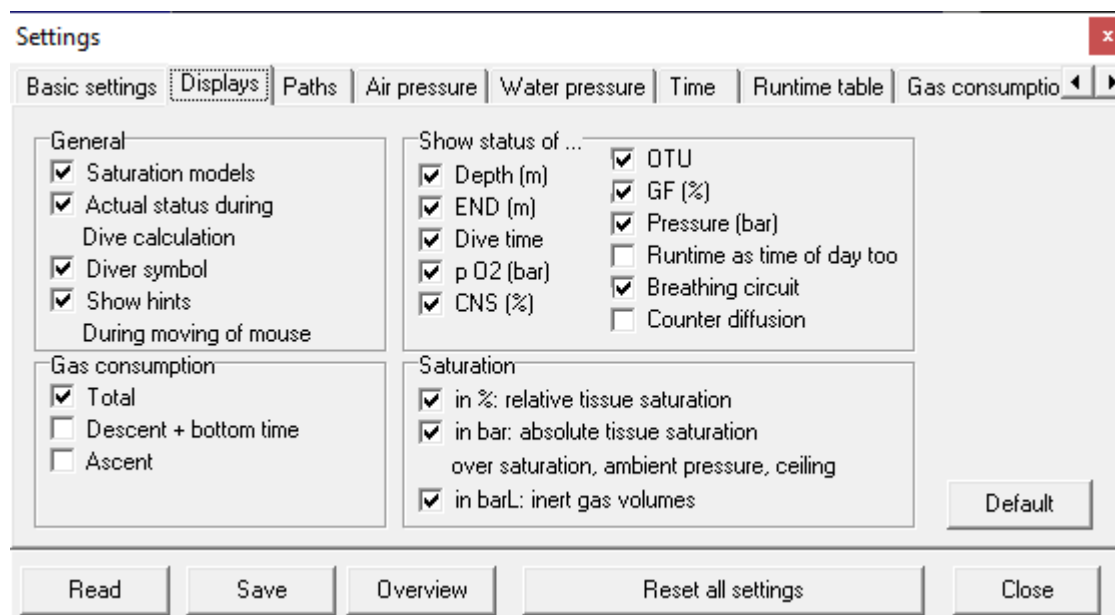 Settings
x
Basic settings
Displays
Paths
Air pressure
Water pressure
Time
Runtime table
Gas consumptio
General
Saturation models
Actual status during
Dive calculation
Diver symbol
Show hints
During moving of mouse
Show status of ...
Depth (m)
END (m)
Dive time
p O2 (bar)
CNS (%)
OTU
GF (%)
Pressure (bar)
Runtime as time of day too
Breathing circuit
Counter diffusion
Gas consumption
Total
Descent + bottom time
Ascent
Saturation
in %: relative tissue saturation
in bar: absolute tissue saturation
over saturation, ambient pressure, ceiling
in barL: inert gas volumes
Default
Read
Save
Overview
Reset all settings
Close